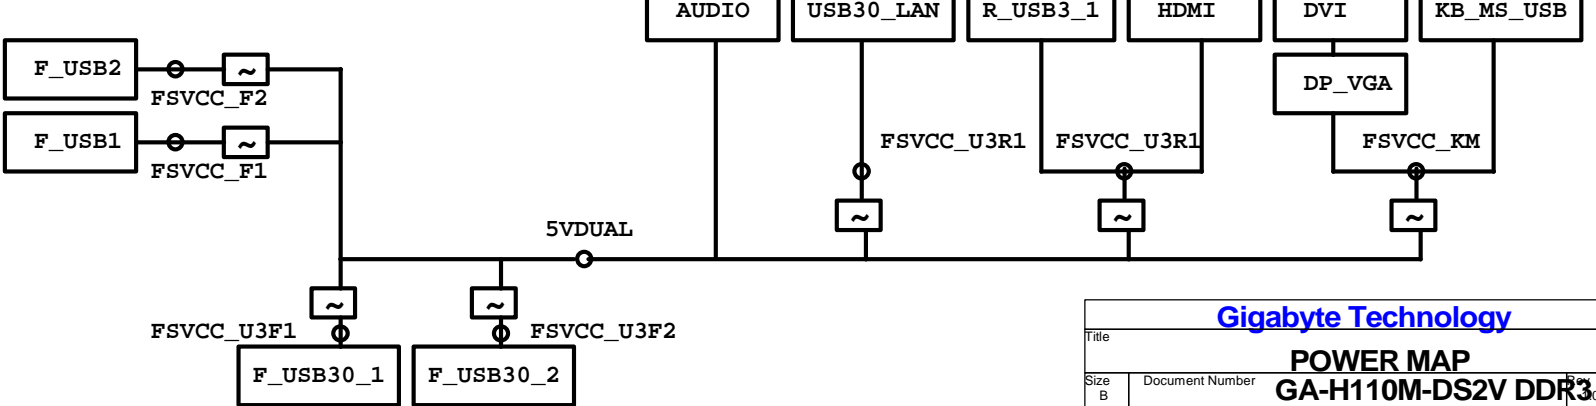 AUDIO USB30_LAN R_USB3_1 HDMI DVI KB_MS_USB
F_USB2
DP_VGA
FSVCC_F2
F_USB1
FSVCC_U3R1 FSVCC_U3R1 FSVCC_KM
FSVCC_F1
~
5VDUAL
~
FSVCC_U3F1 FSVCC_U3F2
F_USB30_1 F_USB30_2
Gigabyte Technology
Title
POWER MAP
Size Document Number
B GA-H110M-DS2V DDR3